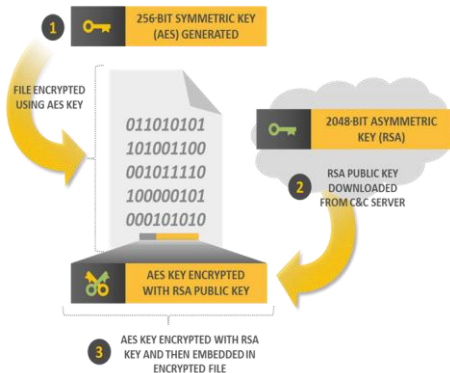 1
256-BIT SYMMETRIC KEY
(AES) GENERATED
FILE ENCRYPTED
USING AES KEY
011010101
101001100
001011110
100000101
000101010
2048-BIT ASYMMETRIC
KEY (RSA)
2
RSA PUBLIC KEY
DOWNLOADED
FROM C&C SERVER
AES KEY ENCRYPTED
WITH RSA PUBLIC KEY
3
AES KEY ENCRYPTED WITH RSA
KEY AND THEN EMBEDDED IN
ENCRYPTED FILE